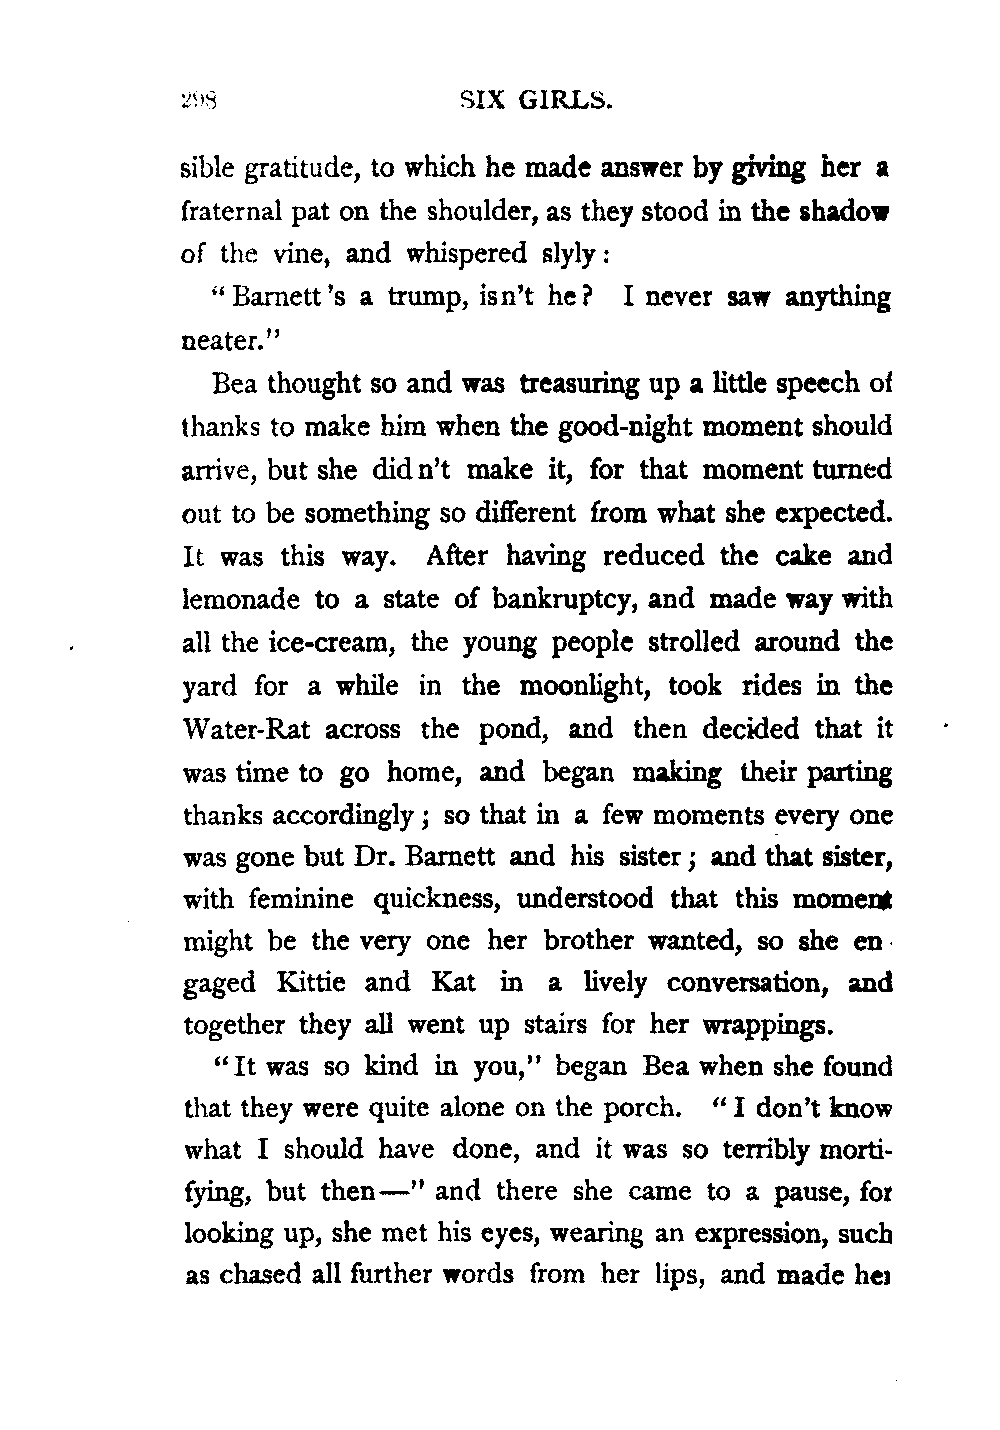 298 SIX GIRLS.
sible gratitude, to which he made answer by giving her a
fraternal pat on the shoulder, as they stood in the shadow
of the vine, and whispered slyly :
" Barnett's a trump, isn't he? I never saw anything
neater."
Bea thought so and was treasuring up a little speech of
thanks to make him when the good-night moment should
arrive, but she didn't make it, for that moment turned
out to be something so different from what she expected.
It was this way. After having reduced the cake and
lemonade to a state of bankruptcy, and made way with
all the ice-cream, the young people strolled around the
yard for a while in the moonlight, took rides in the
Water-Rat across the pond, and then decided that it
was time to go home, and began making their parting
thanks accordingly ; so that in a few moments every one
was gone but Dr. Barnett and his sister ; and that sister,
with feminine quickness, understood that this moment
might be the very one her brother wanted, so she en-
gaged Kittie and Kat in a lively conversation, and
together they all went up stairs for her wrappings.
"It was so kind in you," began Bea when she found
that they were quite alone on the porch. "I don't know
what I should have done, and it was so terribly morti-
fying, but then—" and there she came to a pause, for
looking up, she met his eyes, wearing an expression, such
as chased all further words from her lips, and made her